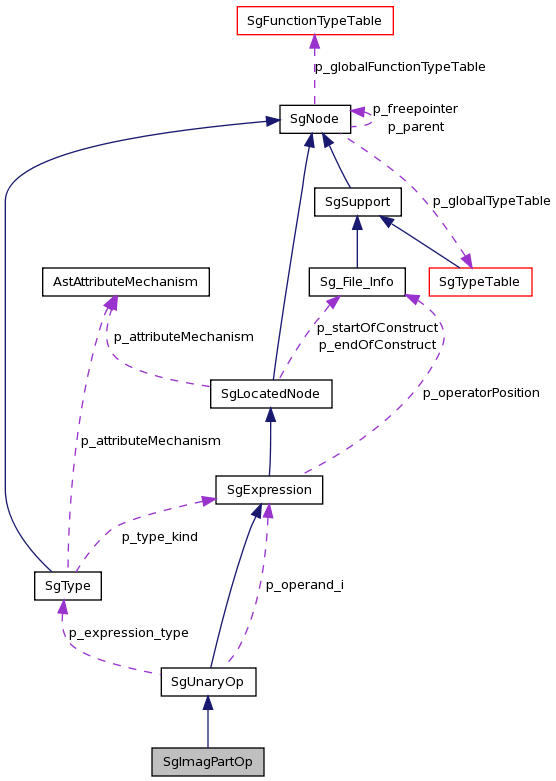 SgFunctionTypeTable
p_globalFunctionTypeTable
SgNode
p_freepointer
p_parent
SgSupport
p_globalTypeTable
AstAttributeMechanism
Sg_File_Info
SgTypeTable
p_attributeMechanism
p_startOfConstruct
p_endOfConstruct
SgLocatedNode
p_operatorPosition
p_attributeMechanism
SgExpression
p_type_kind
SgType
p_operand_i
p_expression_type
SgUnaryOp
SgImagPartOp